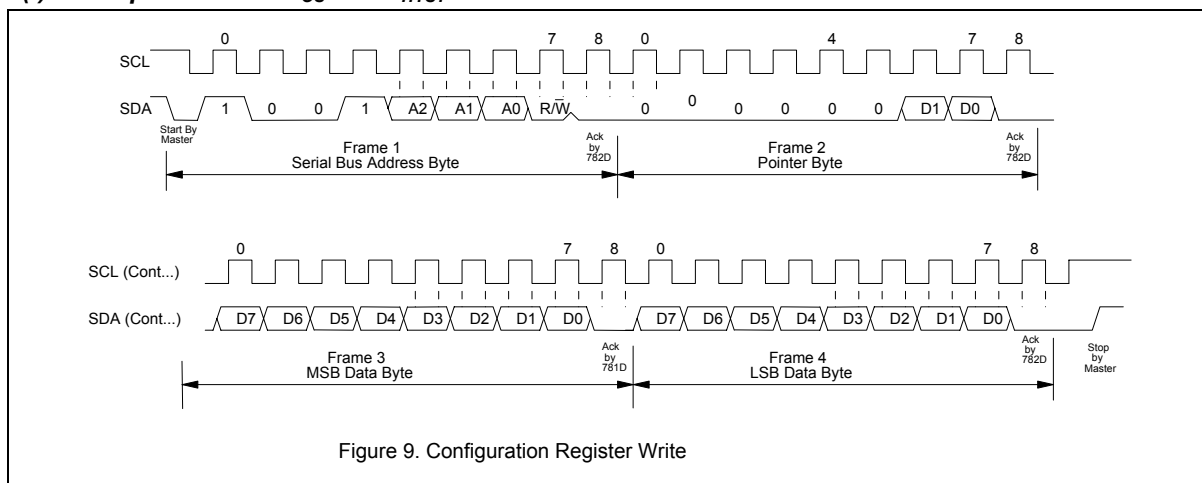 0 7 8 0 4 7 8
SCL
SDA 1 0 0 1 A2 A1 A0 R/W 0 0 0 0 0 0 D1 D0
Start By
Master
Ack
by
782D
Ack
by
782D
Frame 1
Serial Bus Address Byte
Frame 2
Pointer Byte
0 7 8 0 7 8
SCL (Cont...)
SDA (Cont...) D7 D6 D5 D4 D3 D2 D1 D0 D7 D6 D5 D4 D3 D2 D1 D0
Ack
by
781D
Ack
by
782D
Stop
by
Master
Frame 3
MSB Data Byte
Frame 4
LSB Data Byte
Figure 9. Configuration Register Write